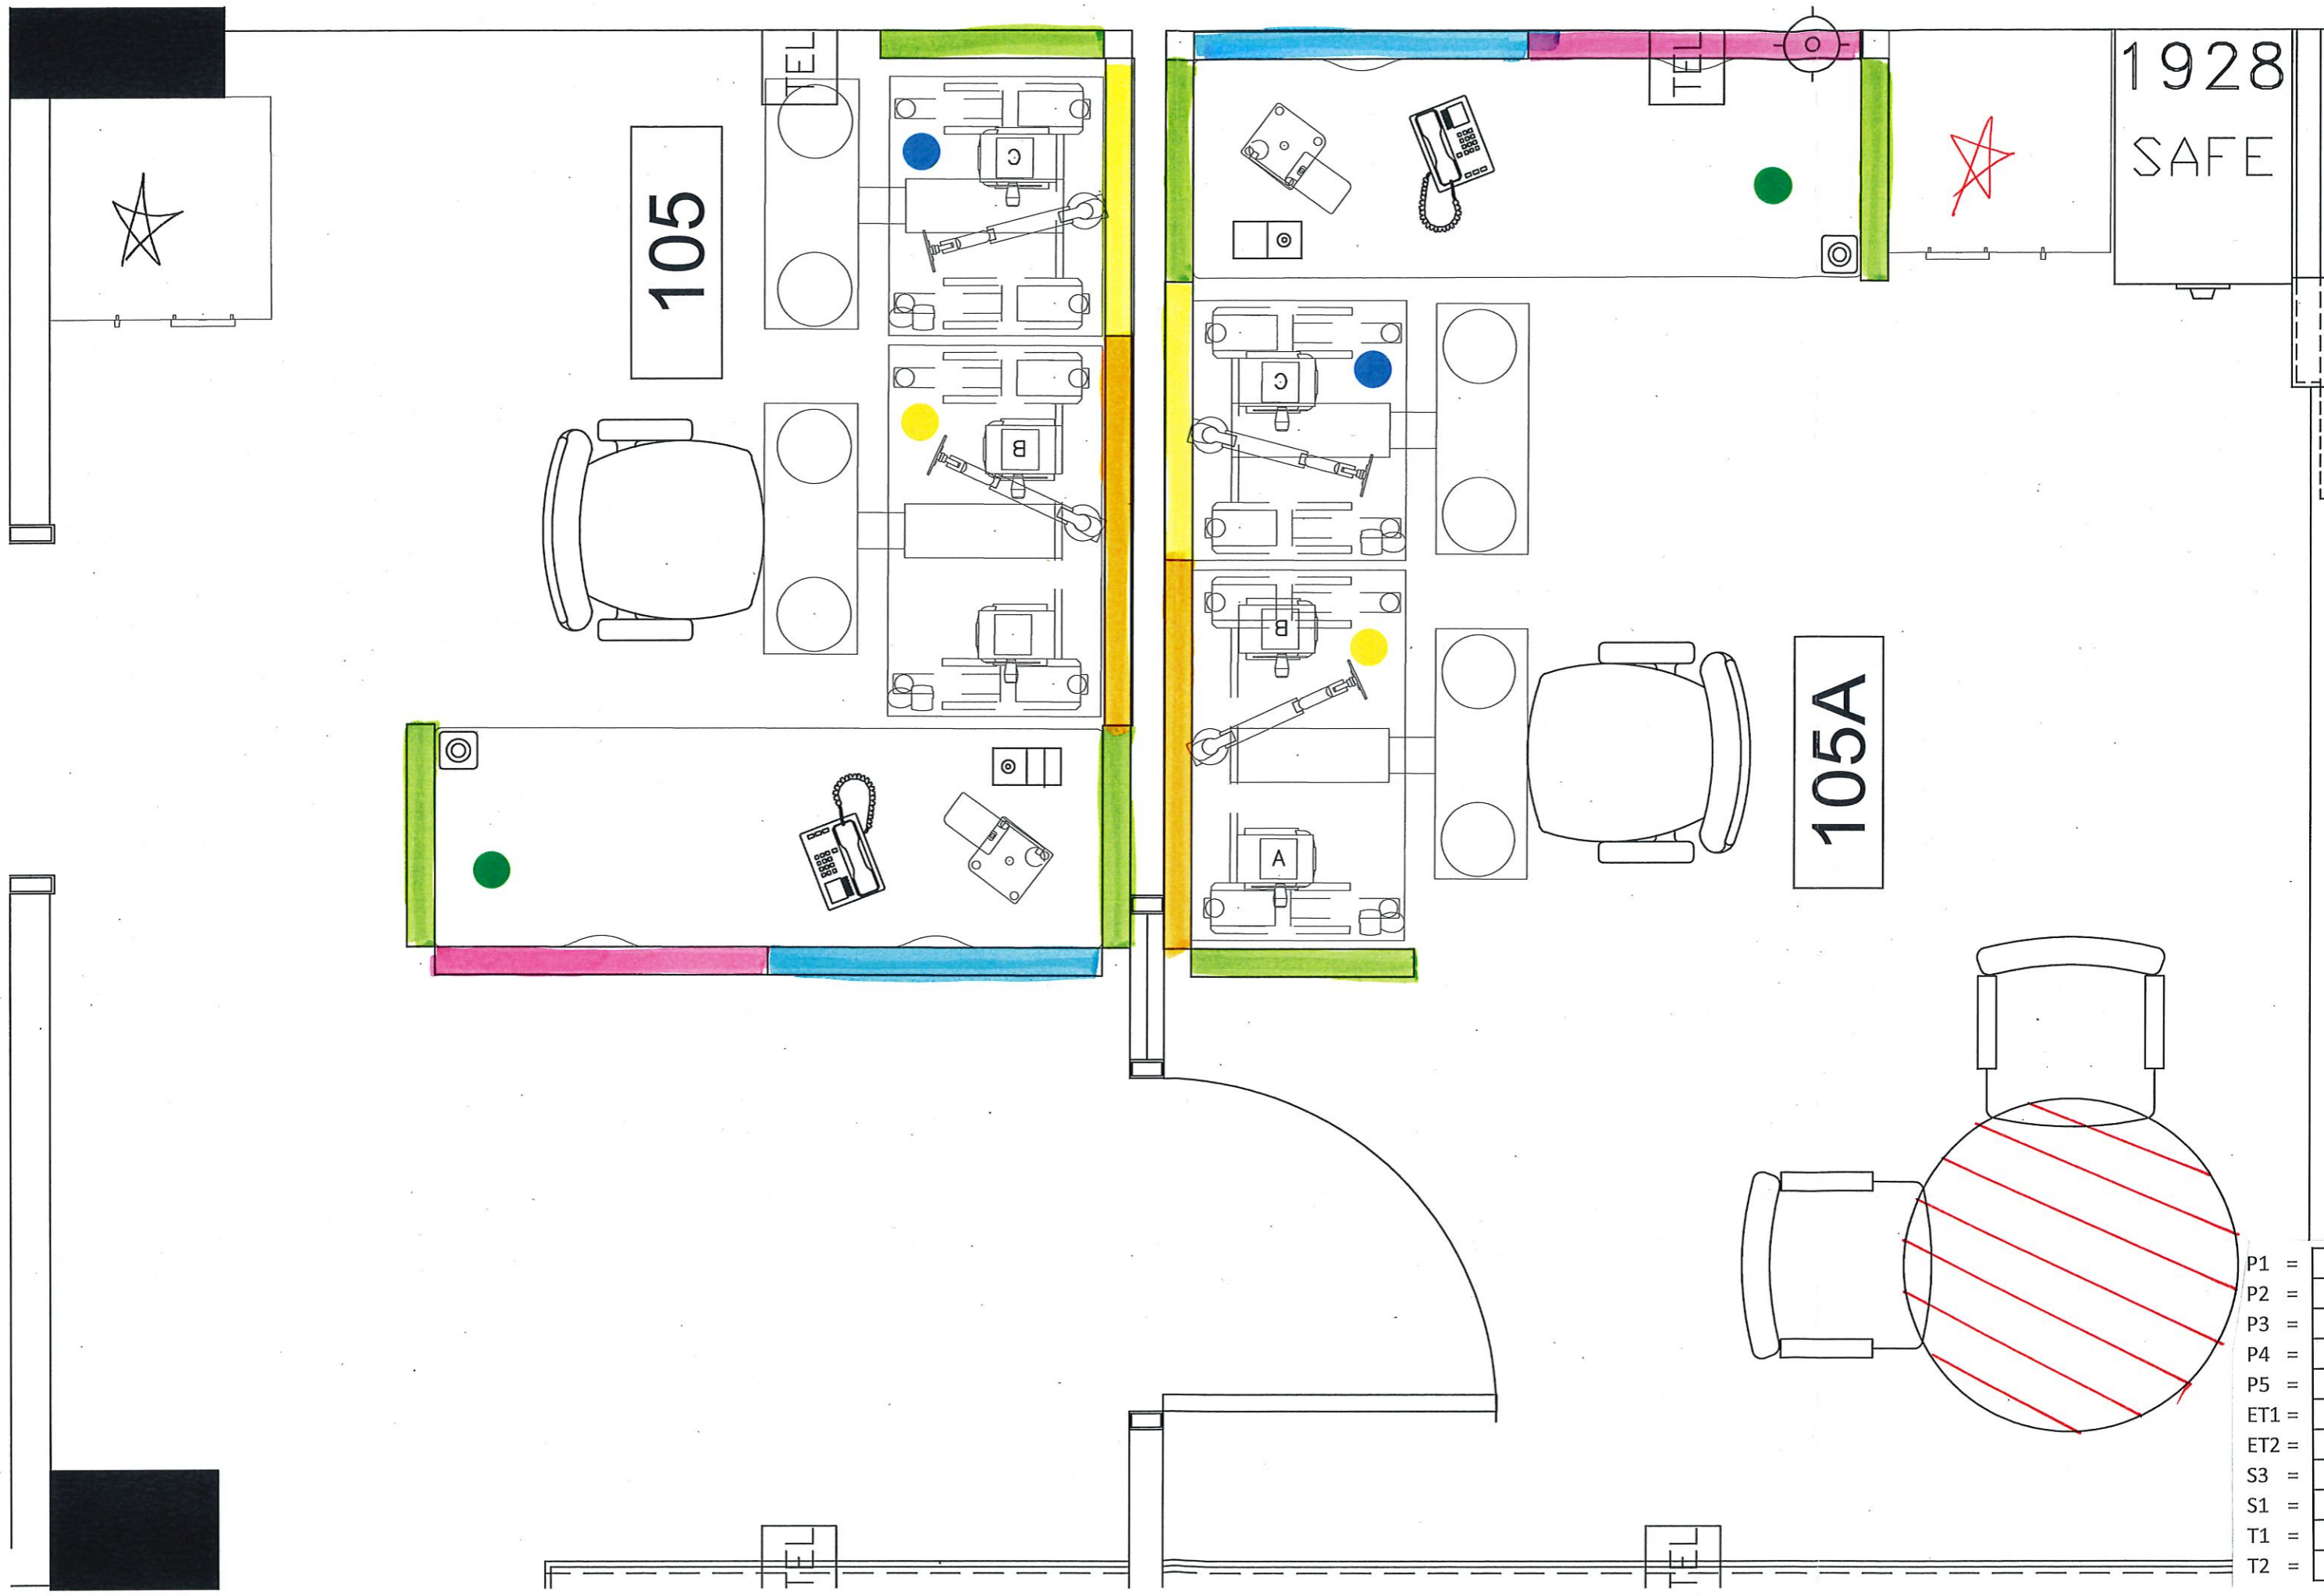 TEL
TEL
1928
SAFE
105
C
C
B
B
A
105A
P1 =
P2 =
P3 =
P4 =
P5 =
ET1 =
ET2 =
S3 =
S1 =
T1 =
T2 =
TEL
TEL